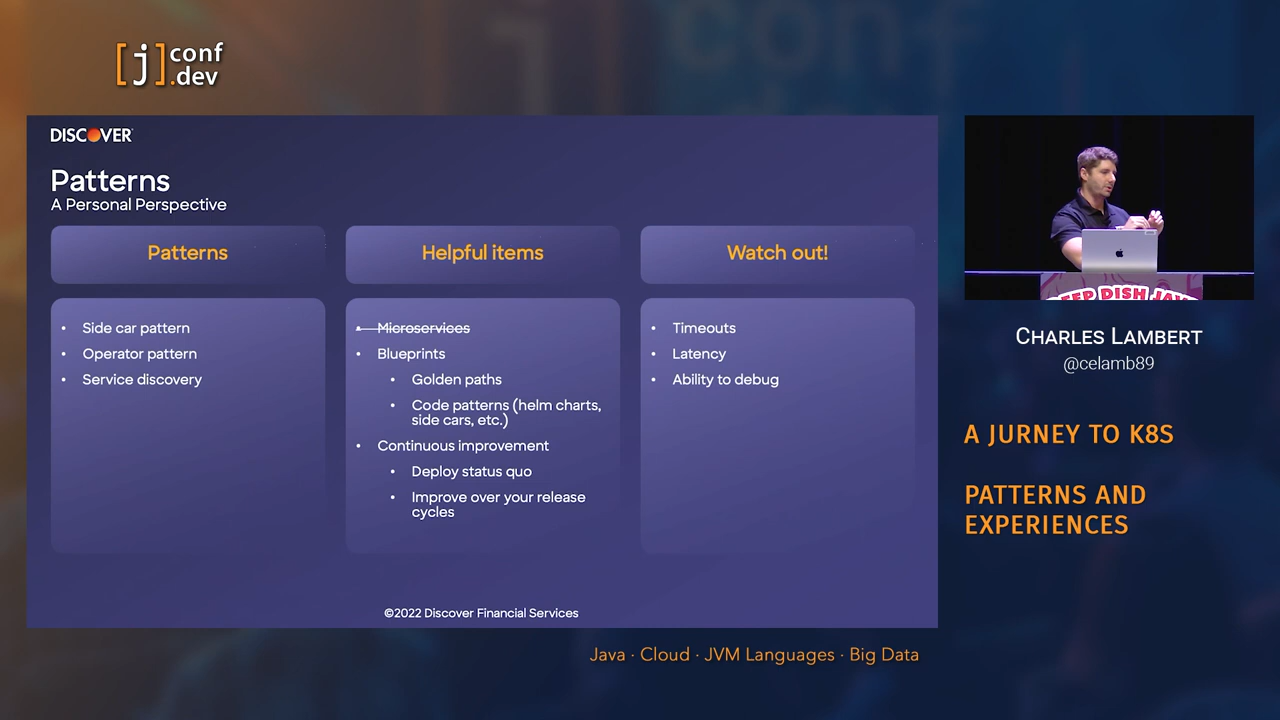 [j]conf
.dev
DISCOVER
Patterns
A Personal Perspective
Patterns
• Side car pattern
• Operator pattern
• Service discovery
Helpful items
• Microservices
• Blueprints
• Golden paths
• Code patterns (helm charts,
side cars, etc.)
• Continuous improvement
• Deploy status quo
• Improve over your release
cycles
Watch out!
• Timeouts
• Latency
• Ability to debug
©2022 Discover Financial Services
DEEP DISH
Charles Lambert
@celamb89
A JURNEY TO K8S
PATTERNS AND
EXPERIENCES
Java · Cloud · JVM Languages · Big Data